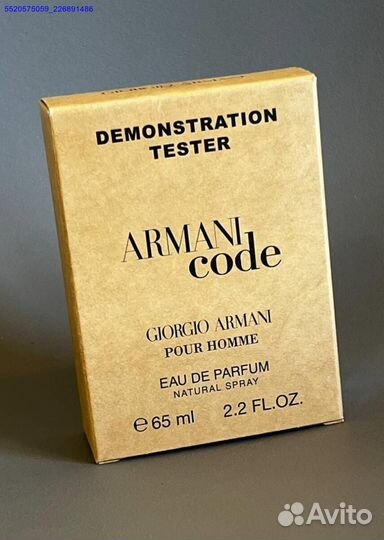 5520575059_226891486
DEMONSTRATION
TESTER
ARMANI
code
GIORGIO ARMANI
POUR HOMME
EAU DE PARFUM
NATURAL SPRAY
e 65 ml 2.2 FL.OZ.
Avito